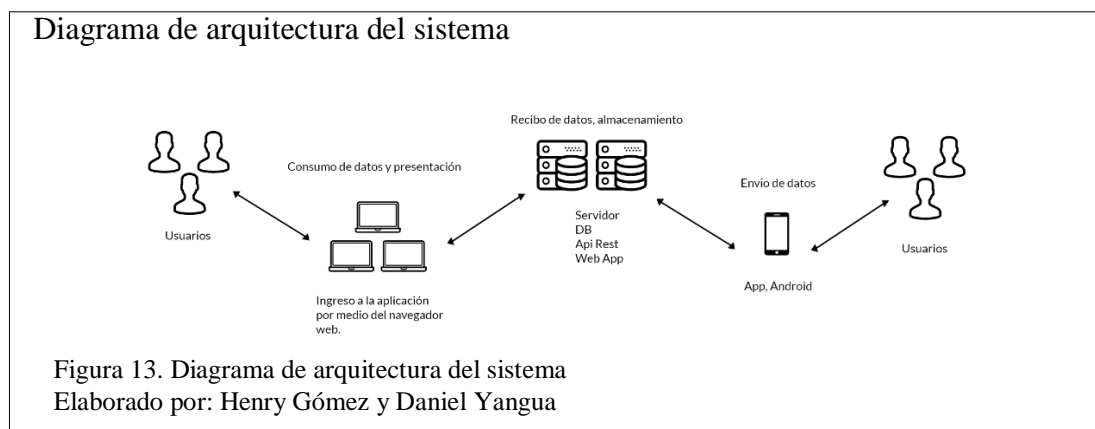 Diagrama de arquitectura del sistema
Recibo de datos, almacenamiento
Consumo de datos y presentación
Envío de datos
Usuarios
Servidor
DB
Api Rest
Web App
Usuarios
App, Android
Ingreso a la aplicación
por medio del navegador
web.
Figura 13. Diagrama de arquitectura del sistema
Elaborado por: Henry Gómez y Daniel Yangua